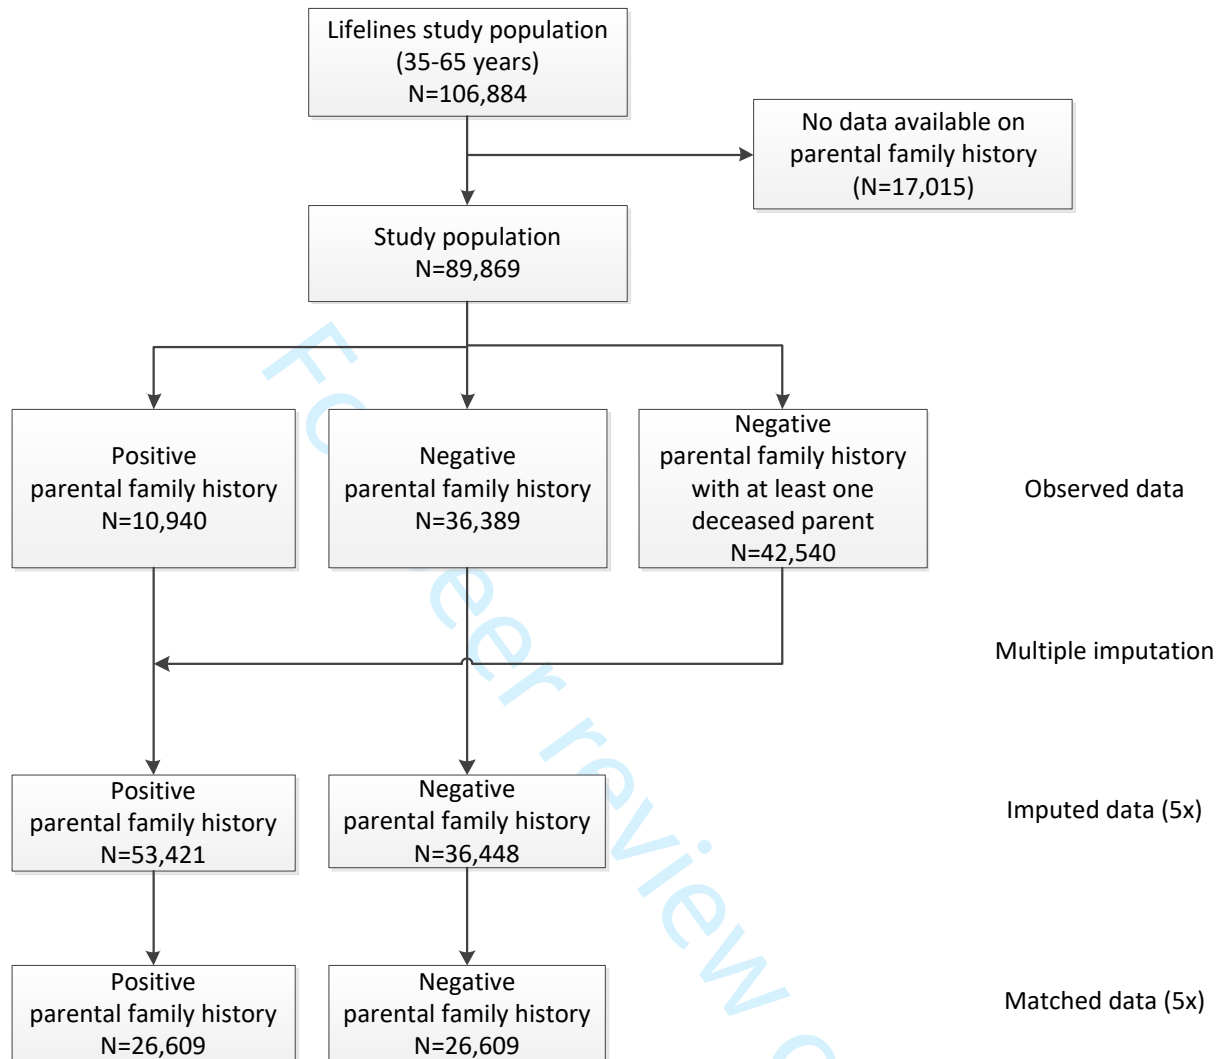 Lifelines study population
(35-65 years)
N=106,884
No data available on
parental family history
(N=17,015)
Study population
N=89,869
Positive
parental family history
N=10,940
Negative
parental family history
N=36,389
Negative
parental family history
with at least one
deceased parent
N=42,540
Observed data
Multiple imputation
Positive
parental family history
N=53,421
Negative
parental family history
N=36,448
Imputed data (5x)
Positive
parental family history
N=26,609
Negative
parental family history
N=26,609
Matched data (5x)
review